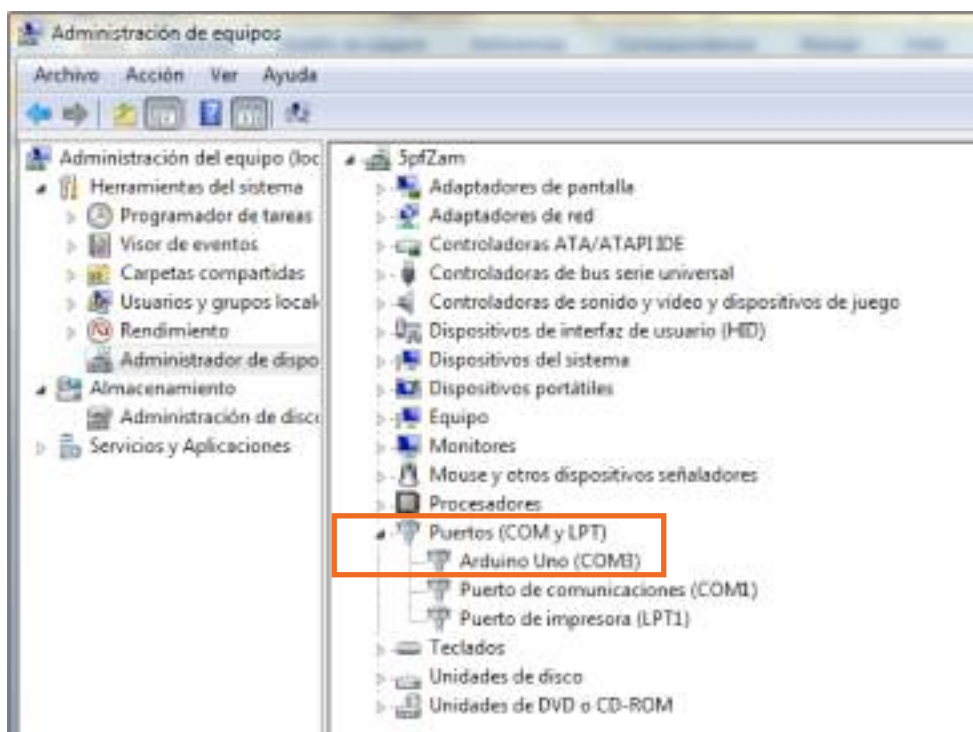 Administración de equipos
Archivo Acción Ver Ayuda
Administración del equipo (loc
Herramientas del sistema
Programador de tareas
Visor de eventos
Carpetas compartidas
Usuarios y grupos local
Rendimiento
Administrador de dispo
Almacenamiento
Administración de disc
Servicios y Aplicaciones
5pfZam
Adaptadores de pantalla
Adaptadores de red
Controladoras ATA/ATAPI IDE
Controladoras de bus serie universal
Controladoras de sonido y video y dispositivos de juego
Dispositivos de interfaz de usuario (HID)
Dispositivos del sistema
Dispositivos portátiles
Equipo
Monitores
Mouse y otros dispositivos señaladores
Procesadores
Puertos (COM y LPT)
Arduino Uno (COM3)
Puerto de comunicaciones (COM1)
Puerto de impresora (LPT1)
Teclados
Unidades de disco
Unidades de DVD o CD-ROM